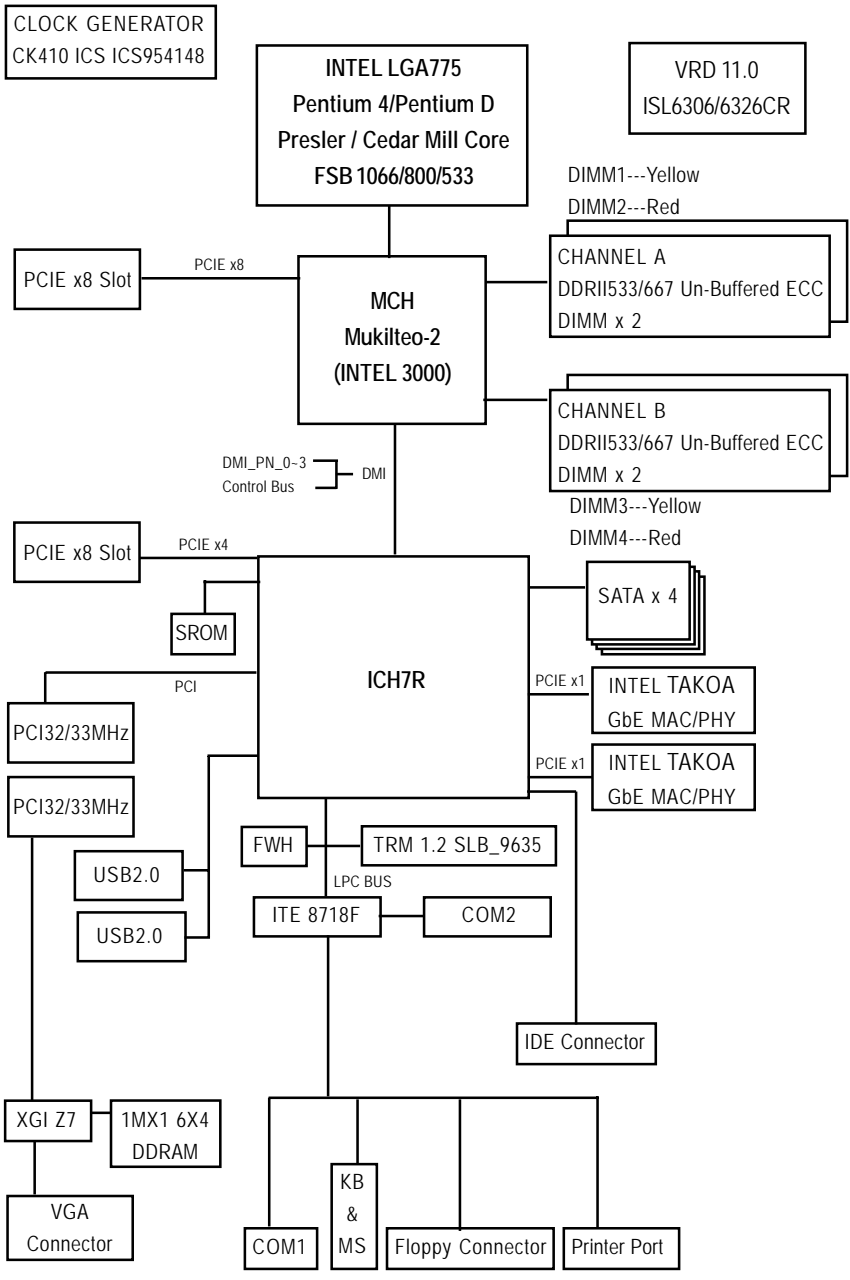 CLOCK GENERATOR
CK410 ICS ICS954148
INTEL LGA775
Pentium 4/Pentium D
Presler / Cedar Mill Core
FSB 1066/800/533
VRD 11.0
ISL6306/6326CR
DIMM1---Yellow
DIMM2---Red
PCIE x8 Slot
PCIE x8
MCH
Mukilteo-2
(INTEL 3000)
CHANNEL A
DDRII533/667 Un-Buffered ECC
DIMM x 2
CHANNEL B
DDRII533/667 Un-Buffered ECC
DIMM x 2
DIMM3---Yellow
DIMM4---Red
DMI_PN_0~3
Control Bus
DMI
PCIE x8 Slot
PCIE x4
SROM
ICH7R
SATA x 4
PCI
PCI32/33MHz
PCIE x1
INTEL TAKOA
GbE MAC/PHY
PCIE x1
INTEL TAKOA
GbE MAC/PHY
PCI32/33MHz
USB2.0
USB2.0
FWH
TRM 1.2 SLB_9635
LPC BUS
ITE 8718F
COM2
IDE Connector
XGI Z7
1MX1 6X4
DDRAM
VGA
Connector
COM1
KB
&
MS
Floppy Connector
Printer Port